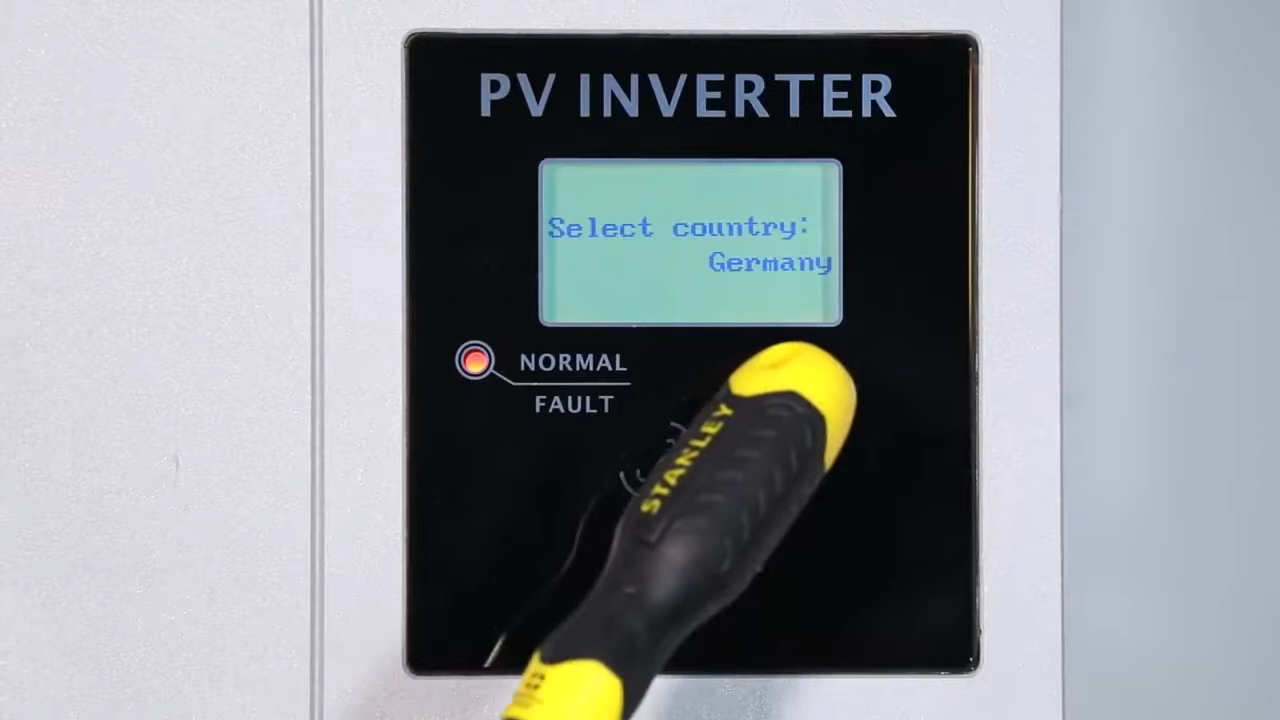 PV INVERTER
Select country:
Germany
NORMAL
FAULT
STANLEY